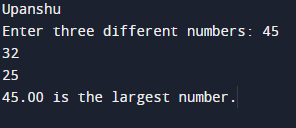 Upanshu
Enter three different numbers: 45
32
25
45.00 is the largest number.